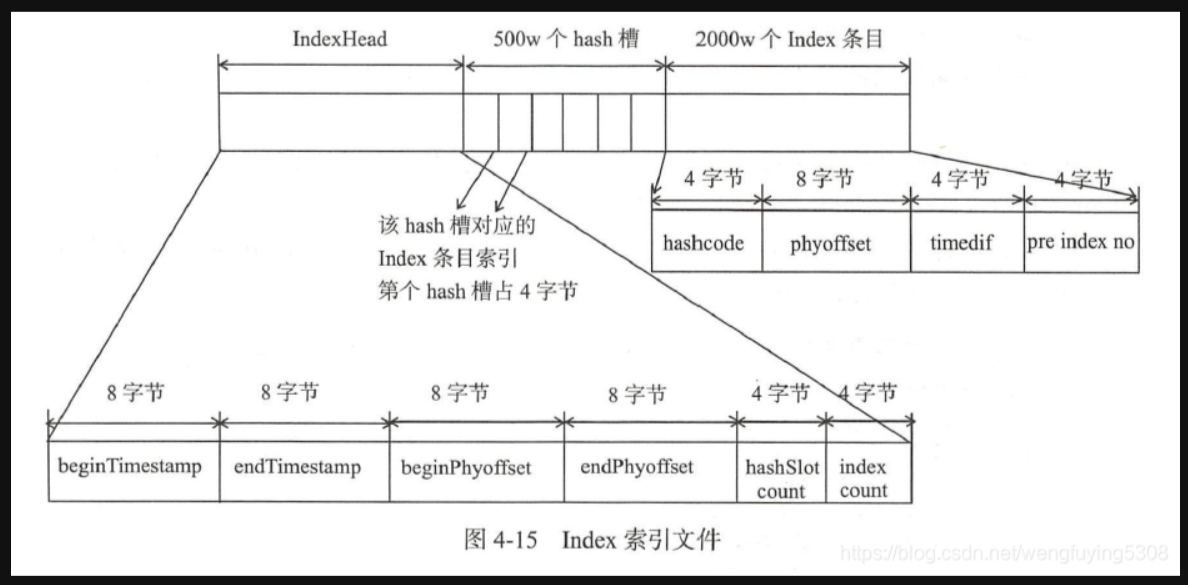 IndexHead
500w 个 hash 槽
2000w 个 Index 条目
4 字节
8 字节
4 字节
4 字节
hashcode
phyoffset
timedif
pre index no
该 hash 槽对应的
Index 条目索引
第个 hash 槽占 4 字节
8 字节
8 字节
8 字节
8 字节
4 字节
4 字节
beginTimestamp
endTimestamp
beginPhyoffset
endPhyoffset
hashSlot
count
index
count
图 4-15 Index 索引文件
https://blog.csdn.net/wengfuying5308